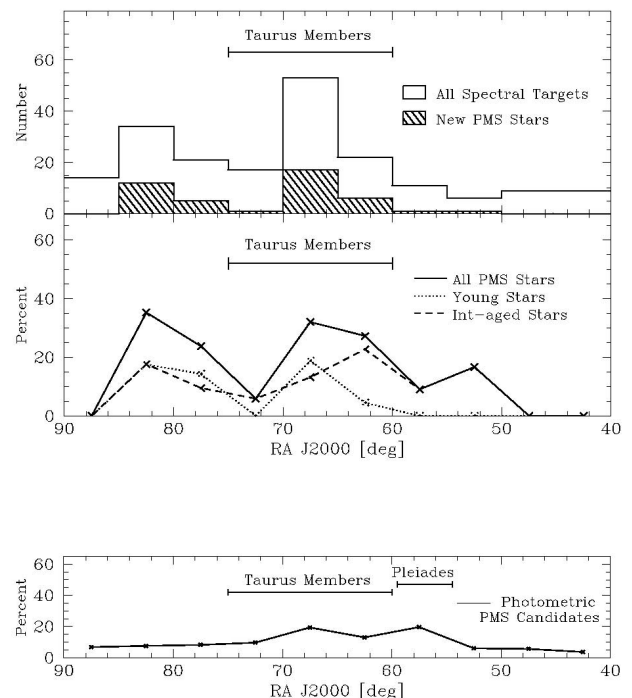 Taurus Members
60
40
20
0
Number
All Spectral Targets
New PMS Stars
Taurus Members
60
40
20
0
Percent
All PMS Stars
Young Stars
Int-aged Stars
90 80 70 60 50 40
RA J2000 [deg]
Pleiades
Taurus Members
60
40
20
0
Percent
Photometric
PMS Candidates
90 80 70 60 50 40
RA J2000 [deg]